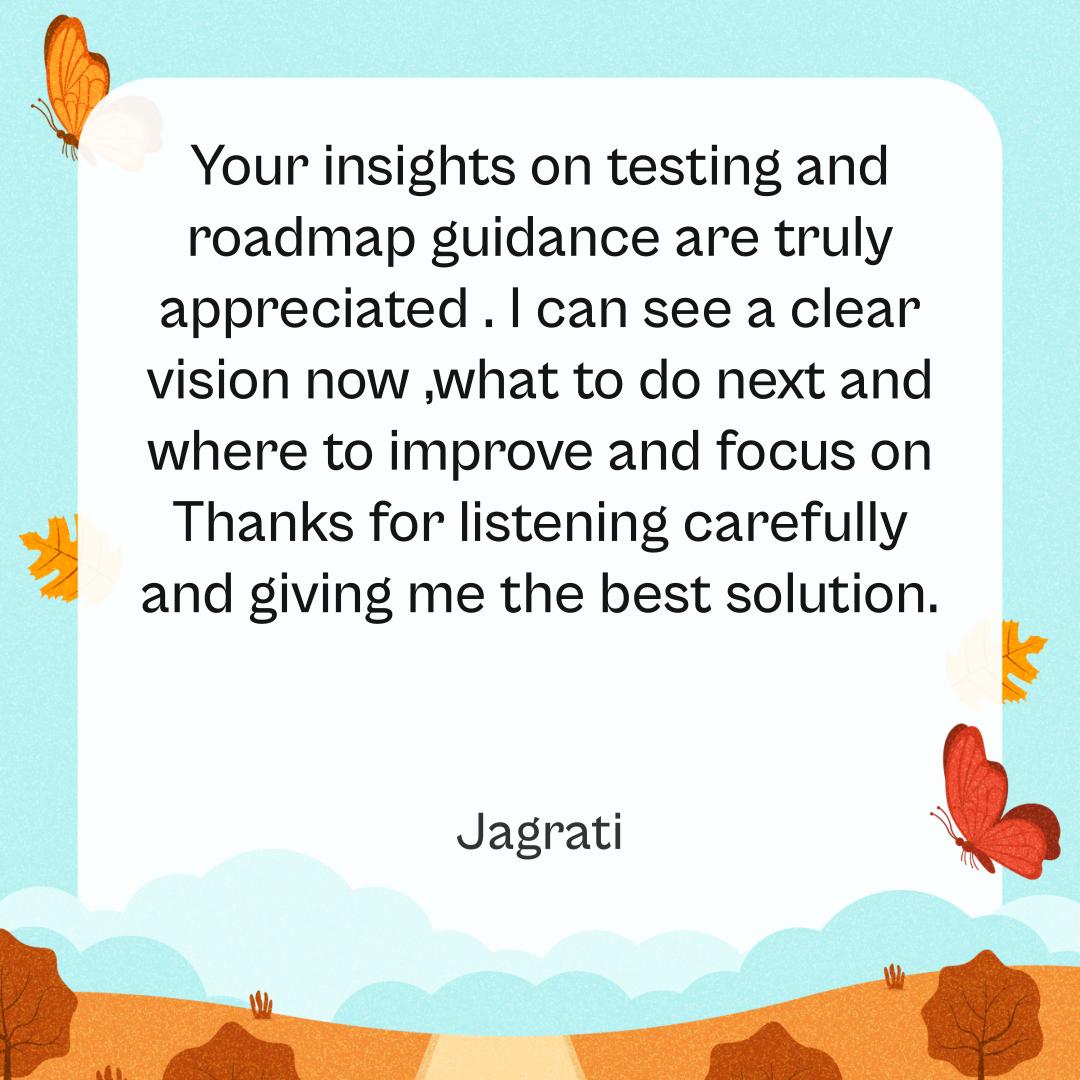 Your insights on testing and
roadmap guidance are truly
appreciated . I can see a clear
vision now ,what to do next and
where to improve and focus on
Thanks for listening carefully
and giving me the best solution.
Jagrati